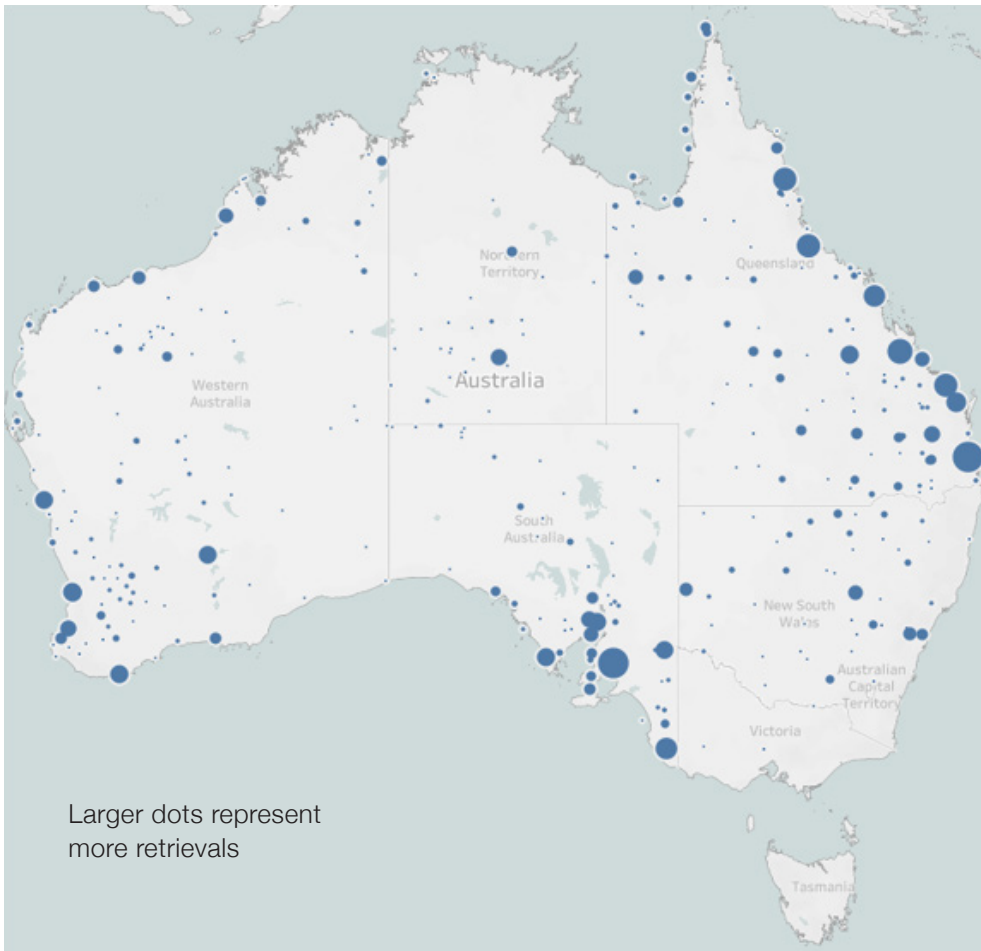 Northern
Territory
Queensland
Western
Australia
Australia
South
Australia
New South
Wales
Australian
Capital
Territory
Victoria
Larger dots represent
more retrievals
Tasmania